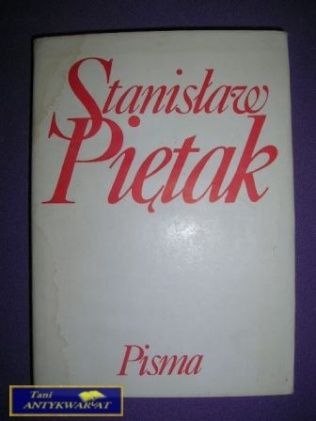 Stanisław
Piętak
Pisma
Tani
ANTYKWARIAT